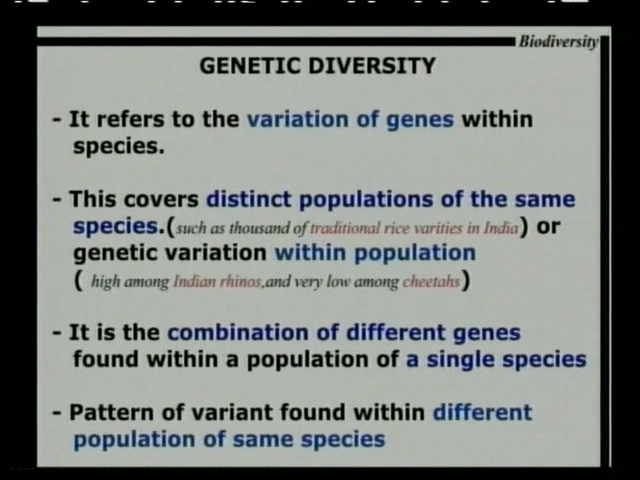 Biodiversity
GENETIC DIVERSITY
- It refers to the variation of genes within
species.
- This covers distinct populations of the same
species.(such as thousand of traditional rice varities in India) or
genetic variation within population
( high among Indian rhinos,and very low among cheetahs)
- It is the combination of different genes
found within a population of a single species
- Pattern of variant found within different
population of same species